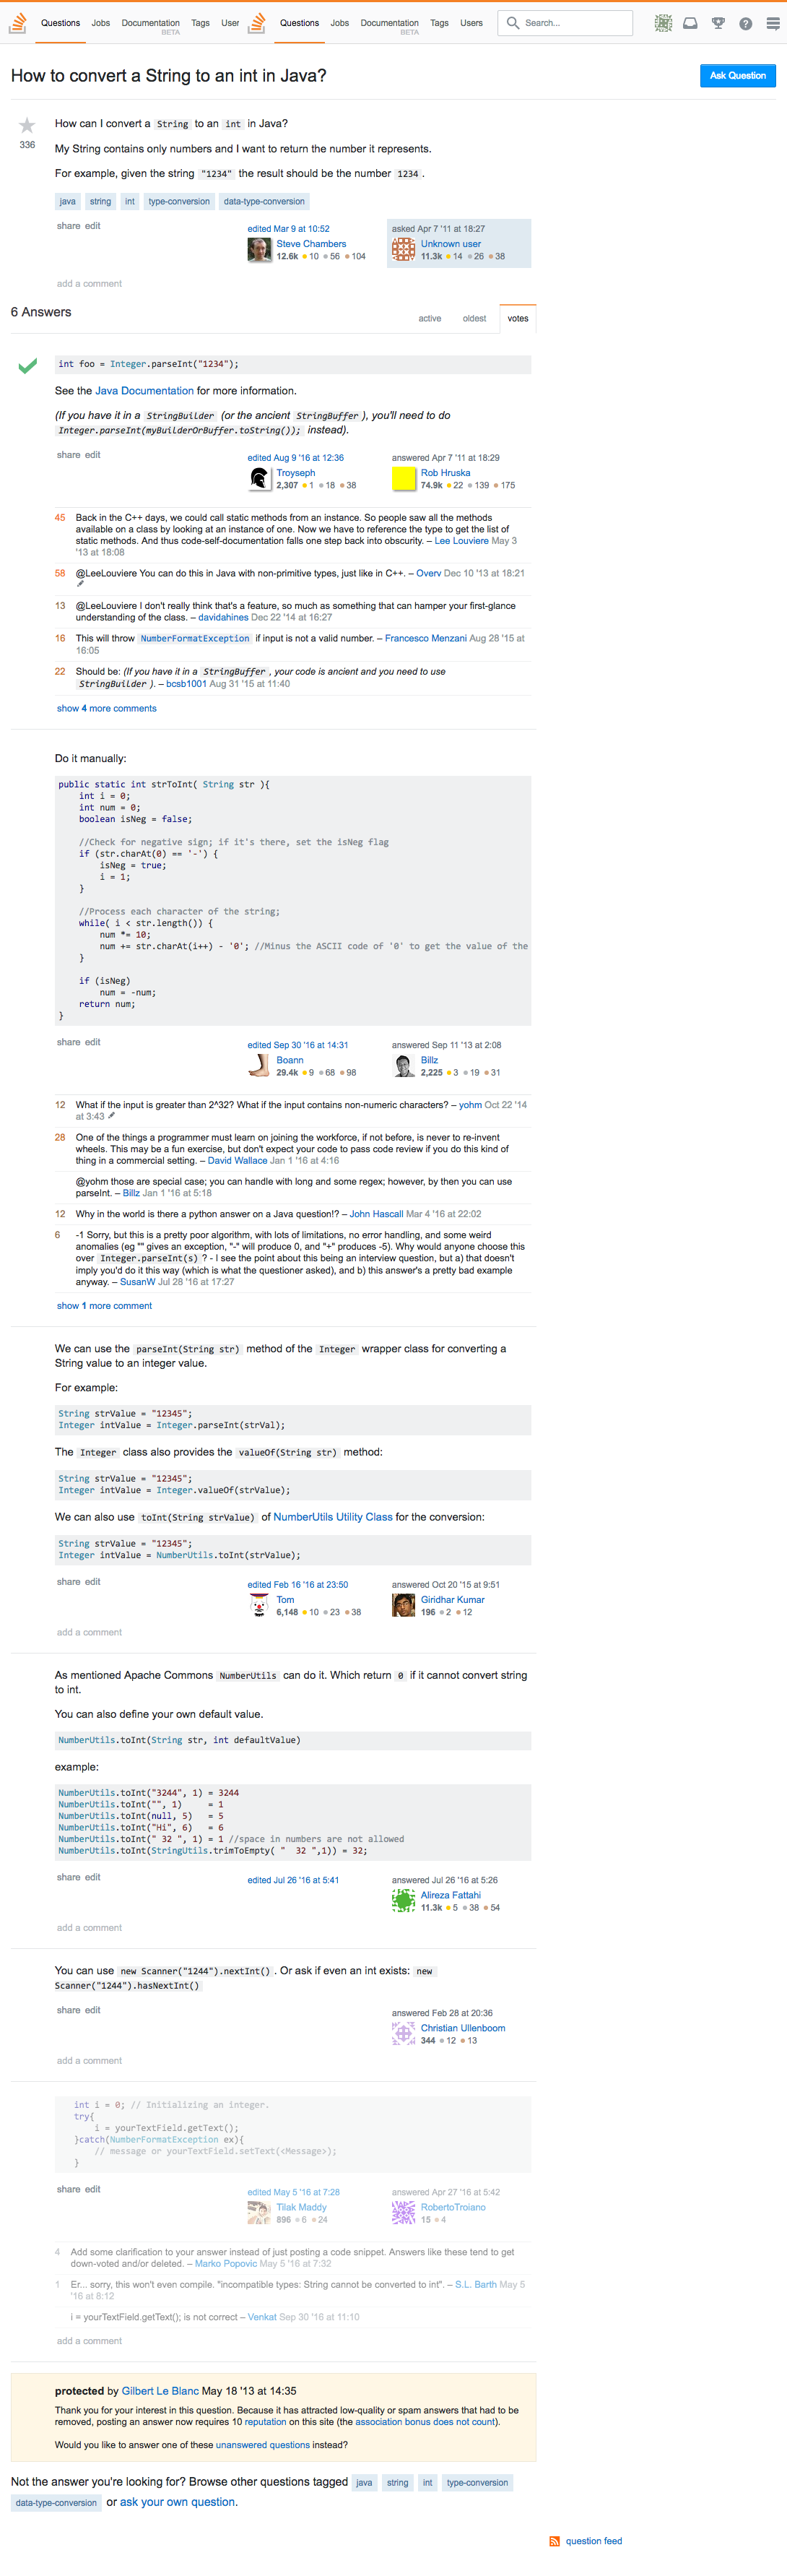 Questions Jobs Documentation BETA Tags User Questions Jobs Documentation BETA Tags Users Search...
How to convert a String to an int in Java?
Ask Question
336
How can I convert a String to an int in Java?
My String contains only numbers and I want to return the number it represents.
For example, given the string "1234" the result should be the number 1234.
java string int type-conversion data-type-conversion
share edit
edited Mar 9 at 10:52
Steve Chambers
12.6k 10 56 104
asked Apr 7 '11 at 18:27
Unknown user
11.3k 14 26 38
add a comment
6 Answers
active oldest votes
int foo = Integer.parseInt("1234");
See the Java Documentation for more information.
(If you have it in a StringBuilder (or the ancient StringBuffer), you'll need to do
Integer.parseInt(myBuilderOrBuffer.toString()); instead).
share edit
edited Aug 9 '16 at 12:36
Troyseph
2,307 1 18 38
answered Apr 7 '11 at 18:29
Rob Hruska
74.9k 22 139 175
45 Back in the C++ days, we could call static methods from an instance. So people saw all the methods
available on a class by looking at an instance of one. Now we have to reference the type to get the list of
static methods. And thus code-self-documentation falls one step back into obscurity. – Lee Louviere May 3
'13 at 18:08
58 @LeeLouviere You can do this in Java with non-primitive types, just like in C++. – Overv Dec 10 '13 at 18:21
13 @LeeLouviere I don't really think that's a feature, so much as something that can hamper your first-glance
understanding of the class. – davidahines Dec 22 '14 at 16:27
16 This will throw NumberFormatException if input is not a valid number. – Francesco Menzani Aug 28 '15 at
16:05
22 Should be: (If you have it in a StringBuffer, your code is ancient and you need to use
StringBuilder). – bcsb1001 Aug 31 '15 at 11:40
show 4 more comments
Do it manually:
public static int strToInt( String str ){
int i = 0;
int num = 0;
boolean isNeg = false;
//Check for negative sign; if it's there, set the isNeg flag
if (str.charAt(0) == '-') {
isNeg = true;
i = 1;
}
//Process each character of the string;
while( i < str.length()) {
num *= 10;
num += str.charAt(i++) - '0'; //Minus the ASCII code of '0' to get the value of the
}
if (isNeg)
num = -num;
return num;
}
share edit
edited Sep 30 '16 at 14:31
Boann
29.4k 9 68 98
answered Sep 11 '13 at 2:08
Billz
2,225 3 19 31
12 What if the input is greater than 2^32? What if the input contains non-numeric characters? – yohm Oct 22 '14
at 3:43
28 One of the things a programmer must learn on joining the workforce, if not before, is never to re-invent
wheels. This may be a fun exercise, but don't expect your code to pass code review if you do this kind of
thing in a commercial setting. – David Wallace Jan 1 '16 at 4:16
@yohm those are special case; you can handle with long and some regex; however, by then you can use
parseInt. – Billz Jan 1 '16 at 5:18
12 Why in the world is there a python answer on a Java question!? – John Hascall Mar 4 '16 at 22:02
6 -1 Sorry, but this is a pretty poor algorithm, with lots of limitations, no error handling, and some weird
anomalies (eg "" gives an exception, "-" will produce 0, and "+" produces -5). Why would anyone choose this
over Integer.parseInt(s) ? - I see the point about this being an interview question, but a) that doesn't
imply you'd do it this way (which is what the questioner asked), and b) this answer's a pretty bad example
anyway. – SusanW Jul 28 '16 at 17:27
show 1 more comment
We can use the parseInt(String str) method of the Integer wrapper class for converting a
String value to an integer value.
For example:
String strValue = "12345";
Integer intValue = Integer.parseInt(strVal);
The Integer class also provides the valueOf(String str) method:
String strValue = "12345";
Integer intValue = Integer.valueOf(strValue);
We can also use toInt(String strValue) of NumberUtils Utility Class for the conversion:
String strValue = "12345";
Integer intValue = NumberUtils.toInt(strValue);
share edit
edited Feb 16 '16 at 23:50
Tom
6,148 10 23 38
answered Oct 20 '15 at 9:51
Giridhar Kumar
196 2 12
add a comment
As mentioned Apache Commons NumberUtils can do it. Which return 0 if it cannot convert string
to int.
You can also define your own default value.
NumberUtils.toInt(String str, int defaultValue)
example:
NumberUtils.toInt("3244", 1) = 3244
NumberUtils.toInt("", 1) = 1
NumberUtils.toInt(null, 5) = 5
NumberUtils.toInt("Hi", 6) = 6
NumberUtils.toInt(" 32 ", 1) = 1 //space in numbers are not allowed
NumberUtils.toInt(StringUtils.trimToEmpty( " 32 ",1)) = 32;
share edit
edited Jul 26 '16 at 5:41
answered Jul 26 '16 at 5:26
Alireza Fattahi
11.3k 5 38 54
add a comment
You can use new Scanner("1244").nextInt(). Or ask if even an int exists: new
Scanner("1244").hasNextInt()
share edit
answered Feb 28 at 20:36
Christian Ullenboom
344 12 13
add a comment
int i = 0; // Initializing an integer.
try{
i = yourTextField.getText();
}catch(NumberFormatException ex){
// message or yourTextField.setText(<Message>);
}
share edit
edited May 5 '16 at 7:28
Tilak Maddy
896 6 24
answered Apr 27 '16 at 5:42
RobertoTroiano
15 4
4 Add some clarification to your answer instead of just posting a code snippet. Answers like these tend to get
down-voted and/or deleted. – Marko Popovic May 5 '16 at 7:32
1 Er... sorry, this won't even compile. "incompatible types: String cannot be converted to int". – S.L. Barth May 5
'16 at 8:12
i = yourTextField.getText(); is not correct – Venkat Sep 30 '16 at 11:10
add a comment
protected by Gilbert Le Blanc May 18 '13 at 14:35
Thank you for your interest in this question. Because it has attracted low-quality or spam answers that had to be
removed, posting an answer now requires 10 reputation on this site (the association bonus does not count).
Would you like to answer one of these unanswered questions instead?
Not the answer you're looking for? Browse other questions tagged java string int type-conversion
data-type-conversion or ask your own question.
question feed